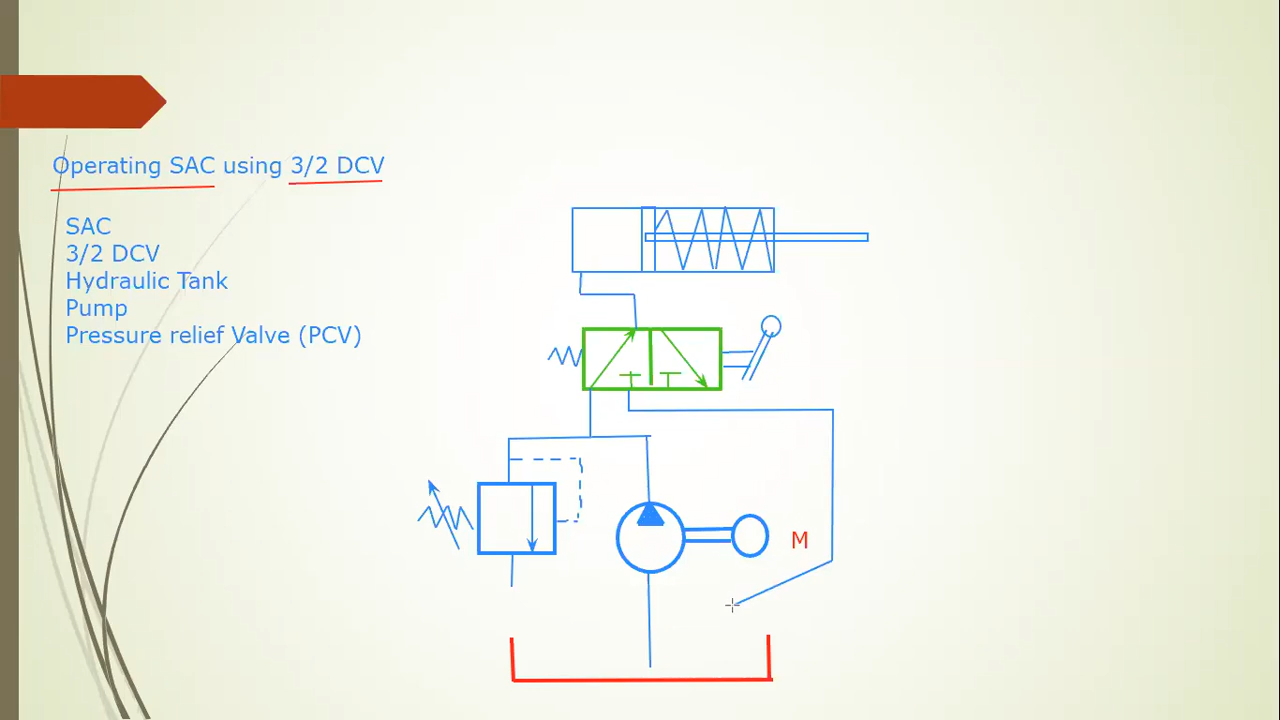 Operating SAC using 3/2 DCV
SAC
3/2 DCV
Hydraulic Tank
Pump
Pressure relief Valve (PCV)
M